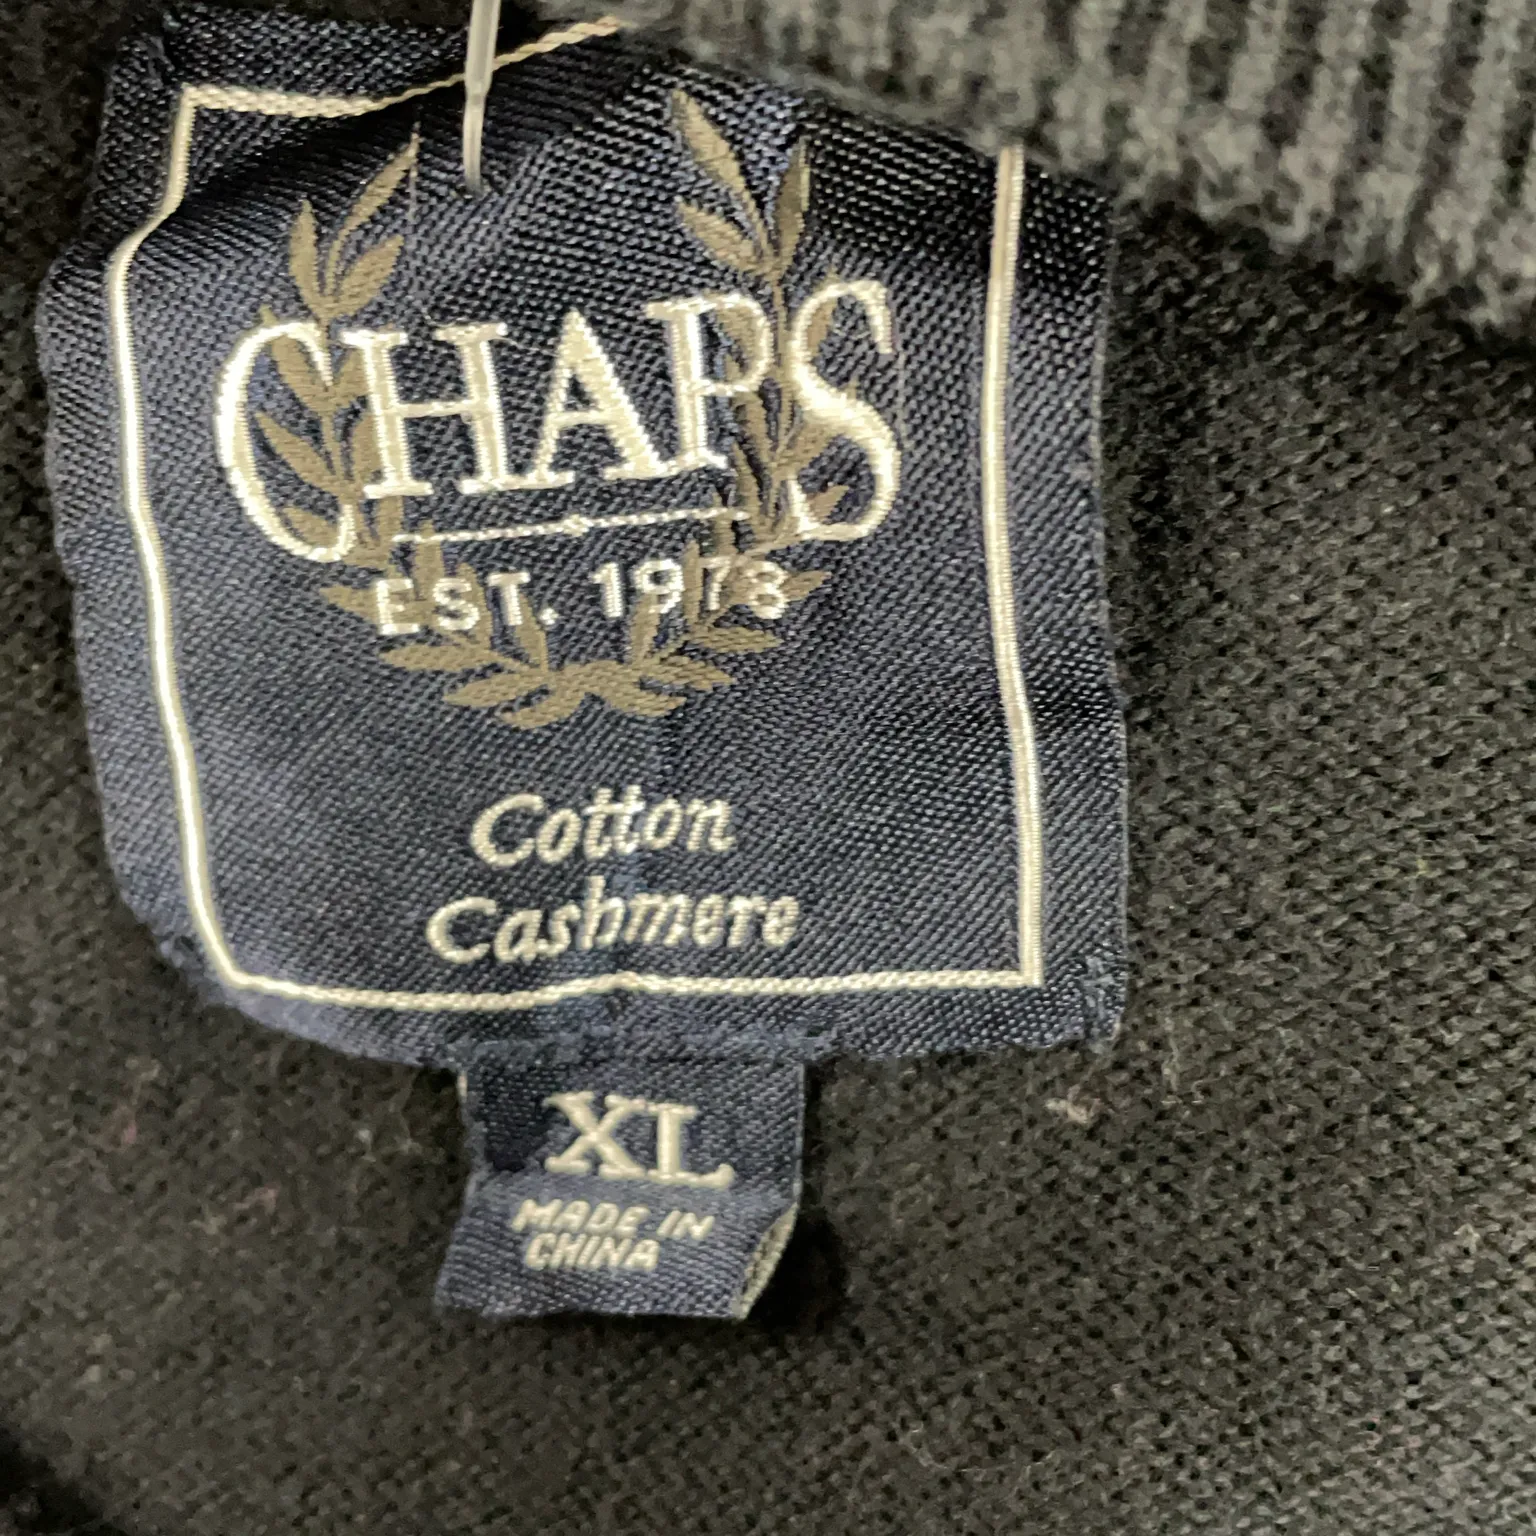 CHAPS
EST. 1978
Cotton
Cashmere
XL
MADE IN
CHINA